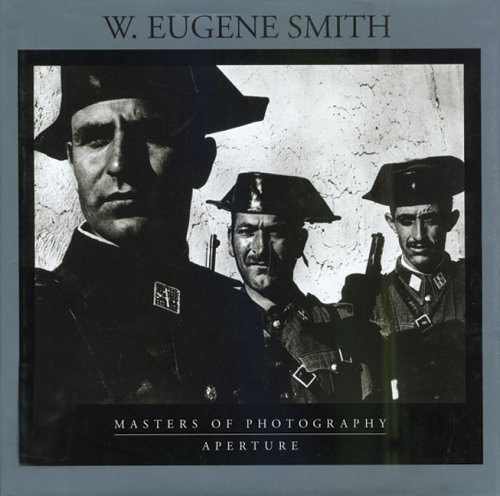 W. EUGENE SMITH
MASTERS OF PHOTOGRAPHY
APERTURE